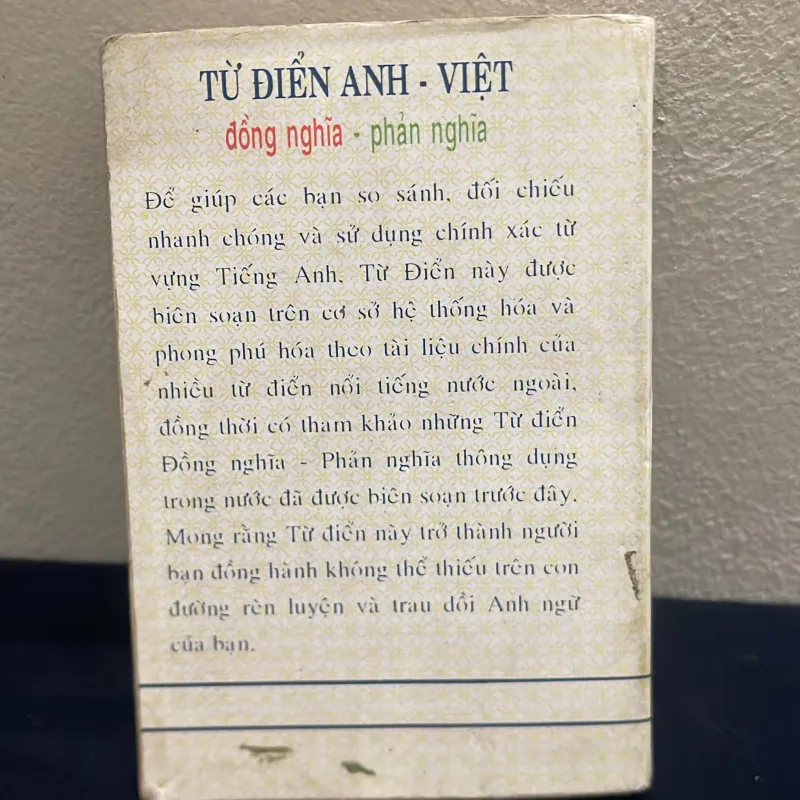 TỪ ĐIỂN ANH - VIỆT
đồng nghĩa - phản nghĩa
Để giúp các bạn so sánh, đối chiếu
nhanh chóng và sử dụng chính xác từ
vựng Tiếng Anh, Từ Điển này được
biên soạn trên cơ sở hệ thống hóa và
phong phú hóa theo tài liệu chính của
nhiều từ điển nổi tiếng nước ngoài,
đồng thời có tham khảo những Từ điển
Đồng nghĩa - Phản nghĩa thông dụng
trong nước đã được biên soạn trước đây.
Mong rằng Từ điển này trở thành người
bạn đồng hành không thể thiếu trên con
đường rèn luyện và trau dồi Anh ngữ
của bạn.